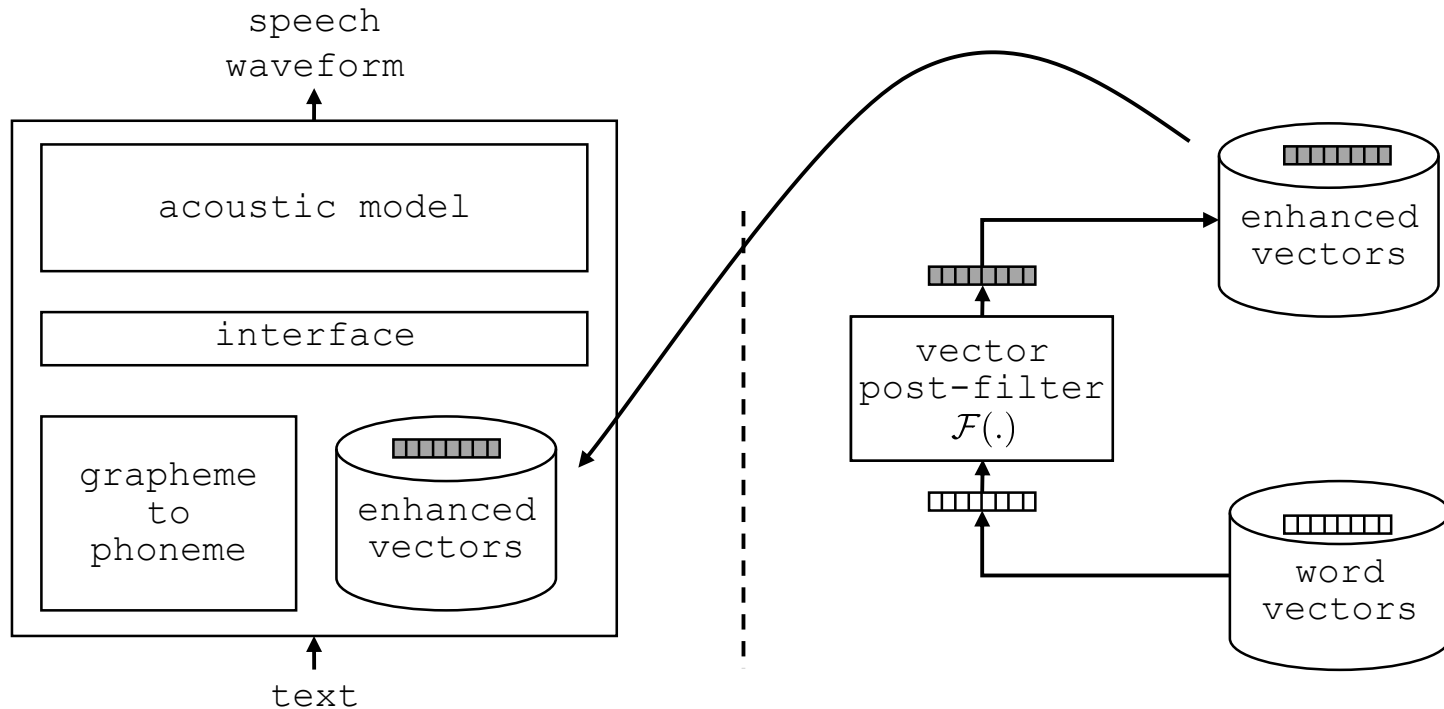 speech
waveform
acoustic model
interface
grapheme
to
phoneme
enhanced
vectors
text
enhanced
vectors
vector
post-filter
ℱ(.)
word
vectors